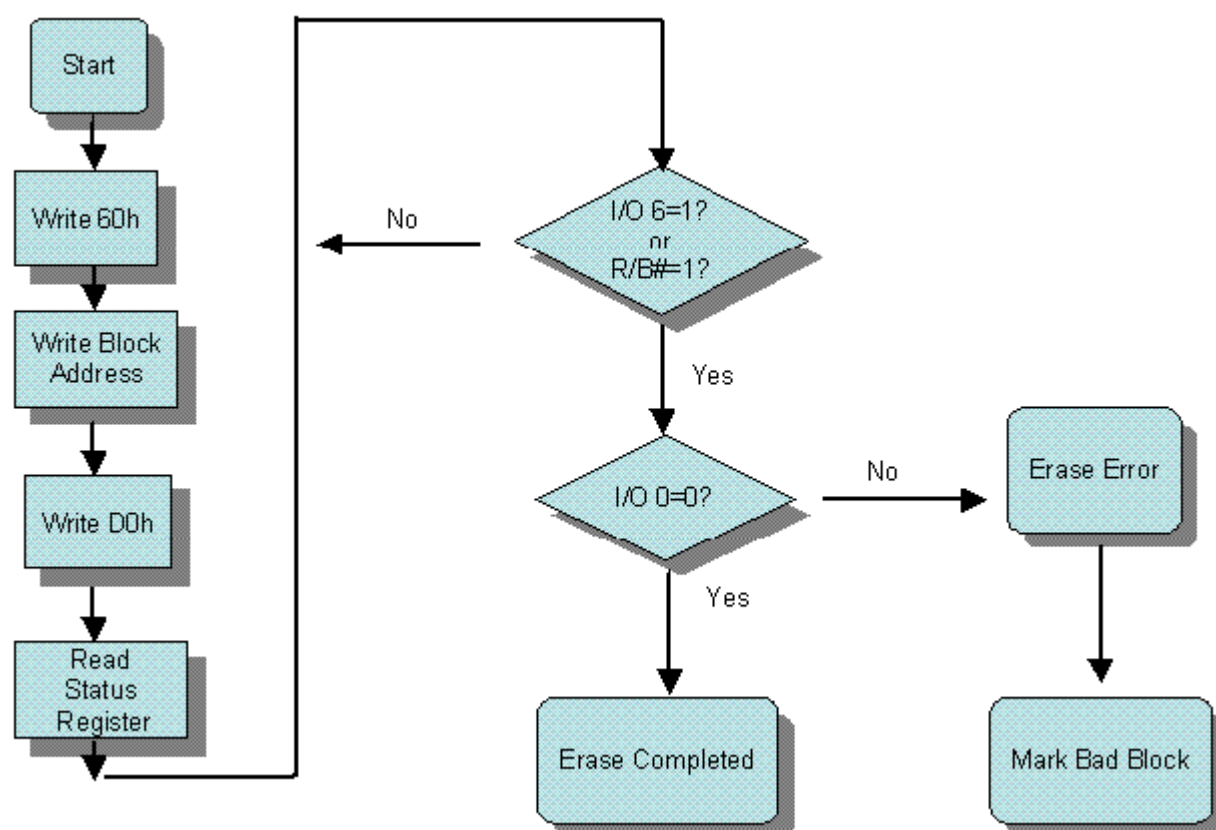 Start
Write 60h
Write Block
Address
Write D0h
Read
Status
Register
I/O 6=1?
or
R/B#=1?
No
Yes
I/O 0=0?
No
Yes
Erase Error
Erase Completed
Mark Bad Block